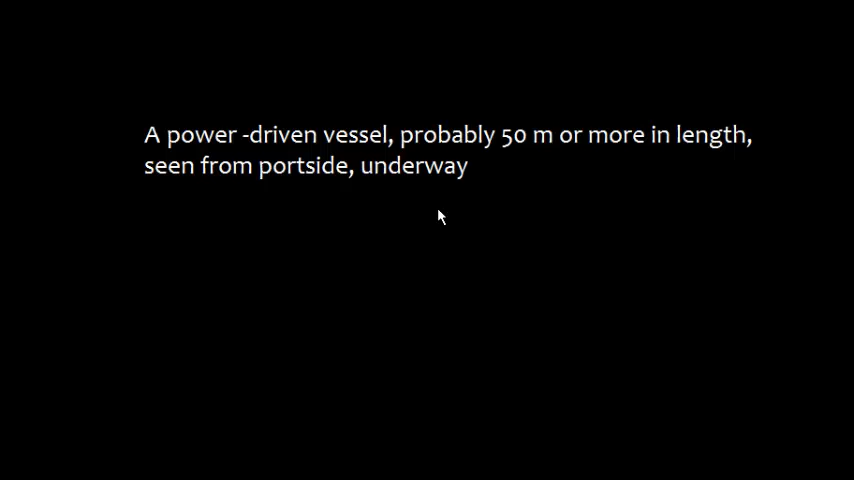 A power -driven vessel, probably 50 m or more in length,
seen from portside, underway